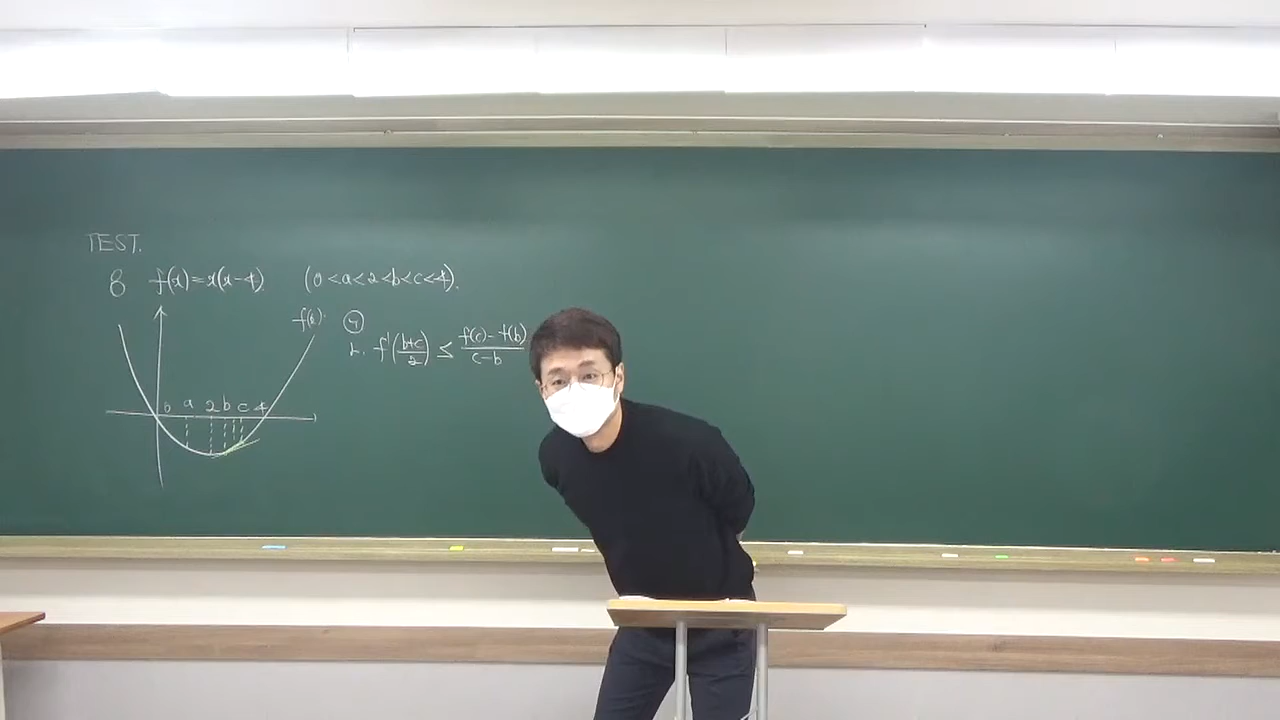 TEST.
8 f(x)=x(x-4) (0<a<2<b<c<4).
f(x).
④
ㄴ. f'(b+c/2) ≤ f(c)-f(b)/c-b
0 a 2 b c 4